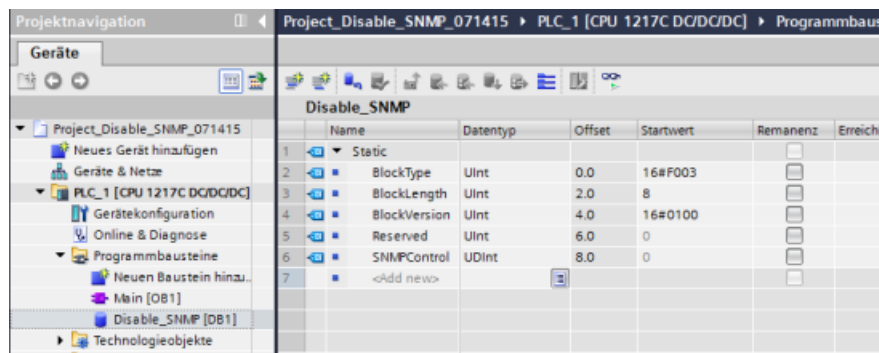 Projektnavigation
Project_Disable_SNMP_071415 ▸ PLC_1 [CPU 1217C DC/DC/DC] ▸ Programmbaus
Geräte
Disable_SNMP
Name Datentyp Offset Startwert Remanenz Erreichl
1 Static
2 BlockType UInt 0.0 16#F003
3 BlockLength UInt 2.0 8
4 BlockVersion UInt 4.0 16#0100
5 Reserved UInt 6.0 0
6 SNMPControl UDInt 8.0 0
7 <Add new>
Project_Disable_SNMP_071415
Neues Gerät hinzufügen
Geräte & Netze
PLC_1 [CPU 1217C DC/DC/DC]
Gerätekonfiguration
Online & Diagnose
Programmbausteine
Neuen Baustein hinzu..
Main [OB1]
Disable_SNMP [DB1]
Technologieobjekte